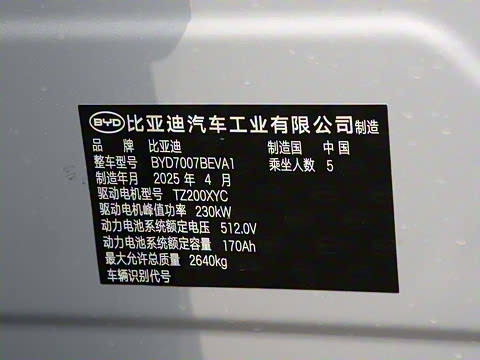 BYD 比亚迪汽车工业有限公司制造
品 牌 比亚迪 制造国 中 国
整车型号 BYD7007BEVA1 乘坐人数 5
制造年月 2025 年 4 月
驱动电机型号 TZ200XYC
驱动电机峰值功率 230kW
动力电池系统额定电压 512.0V
动力电池系统额定容量 170Ah
最大允许总质量 2640kg
车辆识别代号